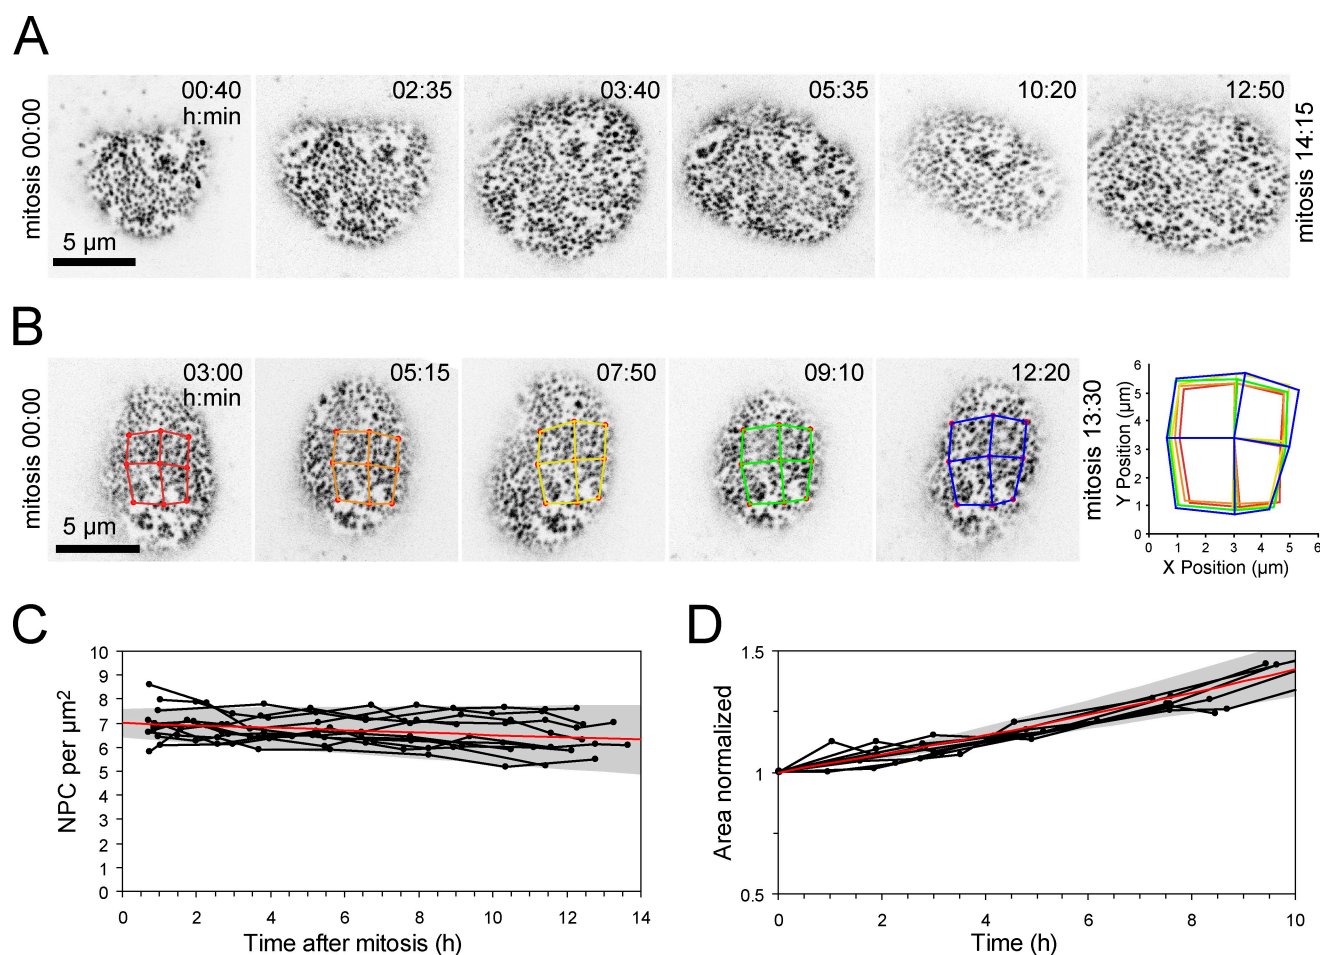 A
mitosis 00:00
00:40
h:min
02:35
03:40
05:35
10:20
12:50
mitosis 14:15
5 µm
B
mitosis 00:00
03:00
h:min
05:15
07:50
09:10
12:20
mitosis 13:30
5 µm
Y Position (µm)
6
5
4
3
2
1
0
0 1 2 3 4 5 6
X Position (µm)
C
NPC per µm²
10
9
8
7
6
5
4
3
2
1
0
0 2 4 6 8 10 12 14
Time after mitosis (h)
D
Area normalized
1.5
1
0.5
0 2 4 6 8 10
Time (h)